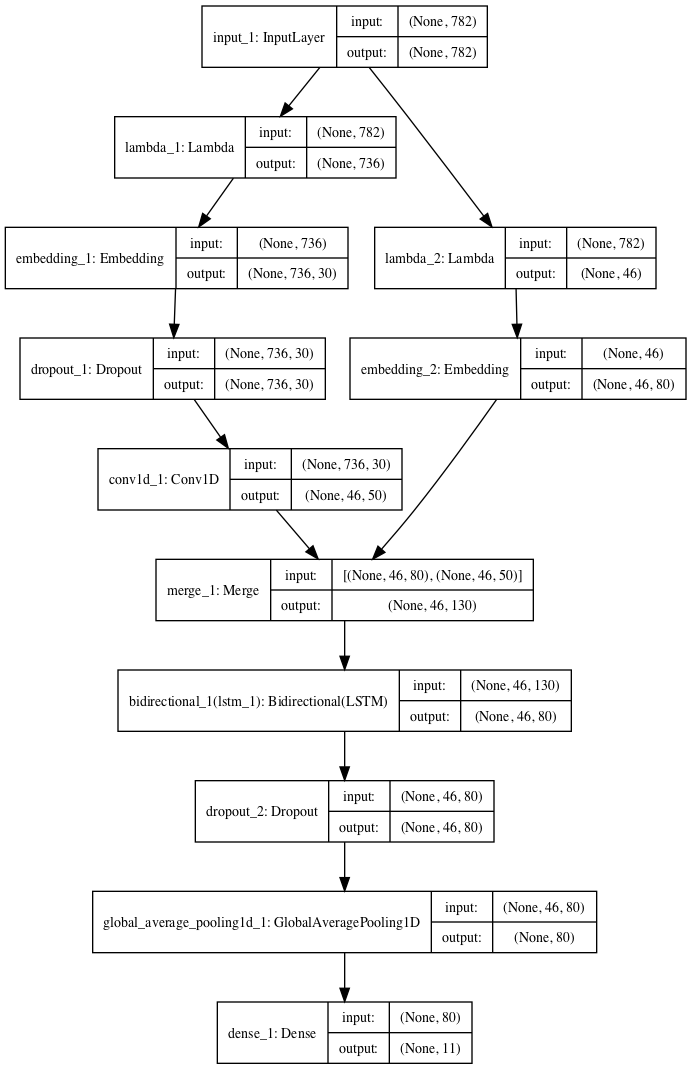 input_1: InputLayer
input: (None, 782)
output: (None, 782)
lambda_1: Lambda
input: (None, 782)
output: (None, 736)
embedding_1: Embedding
input: (None, 736)
output: (None, 736, 30)
lambda_2: Lambda
input: (None, 782)
output: (None, 46)
dropout_1: Dropout
input: (None, 736, 30)
output: (None, 736, 30)
embedding_2: Embedding
input: (None, 46)
output: (None, 46, 80)
conv1d_1: Conv1D
input: (None, 736, 30)
output: (None, 46, 50)
merge_1: Merge
input: [(None, 46, 80), (None, 46, 50)]
output: (None, 46, 130)
bidirectional_1(lstm_1): Bidirectional(LSTM)
input: (None, 46, 130)
output: (None, 46, 80)
dropout_2: Dropout
input: (None, 46, 80)
output: (None, 46, 80)
global_average_pooling1d_1: GlobalAveragePooling1D
input: (None, 46, 80)
output: (None, 80)
dense_1: Dense
input: (None, 80)
output: (None, 11)